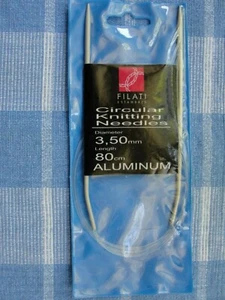 FILATI
Circular
Knitting
Needles
Diameter
3,50mm
Length
80cm
ALUMINUM